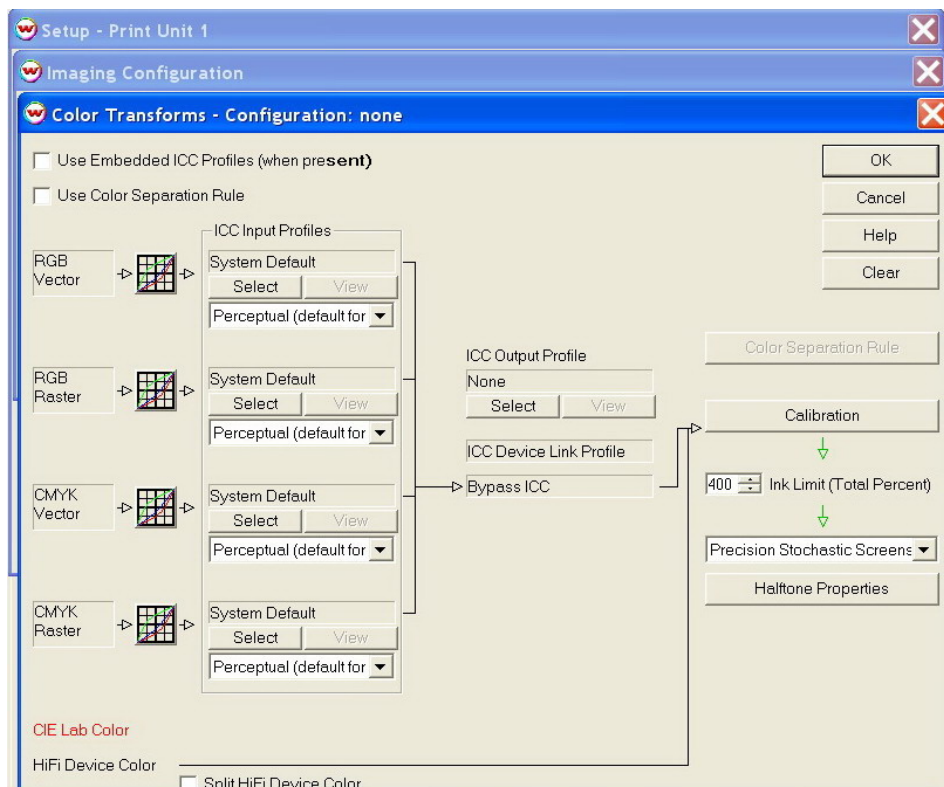 Setup - Print Unit 1
Imaging Configuration
Color Transforms - Configuration: none
Use Embedded ICC Profiles (when present)
OK
Use Color Separation Rule
Cancel
Help
Clear
ICC Input Profiles
RGB
Vector
System Default
Select
View
Perceptual (default for
RGB
Raster
System Default
Select
View
Perceptual (default for
CMYK
Vector
System Default
Select
View
Perceptual (default for
CMYK
Raster
System Default
Select
View
Perceptual (default for
ICC Output Profile
None
Select
View
ICC Device Link Profile
Bypass ICC
Color Separation Rule
Calibration
400 Ink Limit (Total Percent)
Precision Stochastic Screens
Halftone Properties
CIE Lab Color
HiFi Device Color
Split HiFi Device Color